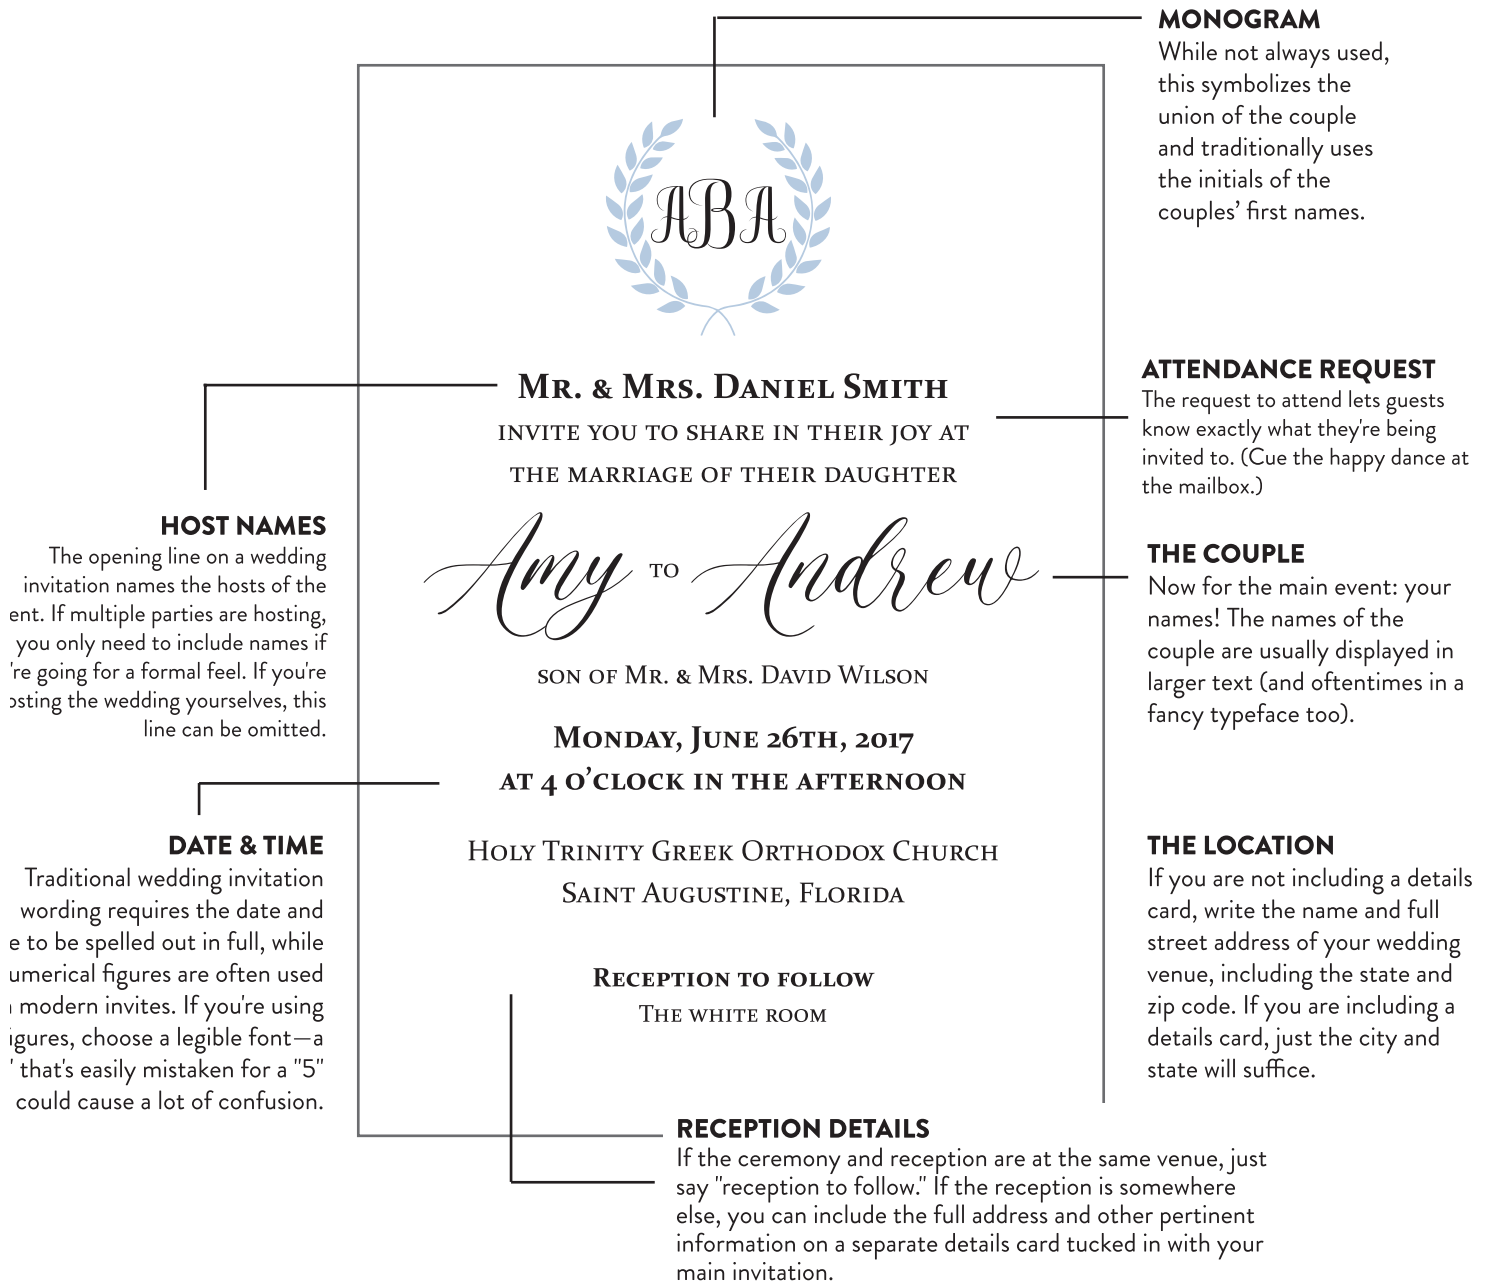 MONOGRAM
While not always used,
this symbolizes the
union of the couple
and traditionally uses
the initials of the
couples’ first names.
ABA
Mr. & Mrs. Daniel Smith
invite you to share in their joy at
the marriage of their daughter
Amy to Andrew
son of Mr. & Mrs. David Wilson
Monday, June 26th, 2017
at 4 o’clock in the afternoon
Holy Trinity Greek Orthodox Church
Saint Augustine, Florida
Reception to follow
The white room
ATTENDANCE REQUEST
The request to attend lets guests
know exactly what they're being
invited to. (Cue the happy dance at
the mailbox.)
HOST NAMES
The opening line on a wedding
invitation names the hosts of the
ent. If multiple parties are hosting,
you only need to include names if
're going for a formal feel. If you're
osting the wedding yourselves, this
line can be omitted.
THE COUPLE
Now for the main event: your
names! The names of the
couple are usually displayed in
larger text (and oftentimes in a
fancy typeface too).
DATE & TIME
Traditional wedding invitation
wording requires the date and
e to be spelled out in full, while
umerical figures are often used
modern invites. If you're using
igures, choose a legible font—a
" that's easily mistaken for a "5"
could cause a lot of confusion.
THE LOCATION
If you are not including a details
card, write the name and full
street address of your wedding
venue, including the state and
zip code. If you are including a
details card, just the city and
state will suffice.
RECEPTION DETAILS
If the ceremony and reception are at the same venue, just
say "reception to follow." If the reception is somewhere
else, you can include the full address and other pertinent
information on a separate details card tucked in with your
main invitation.